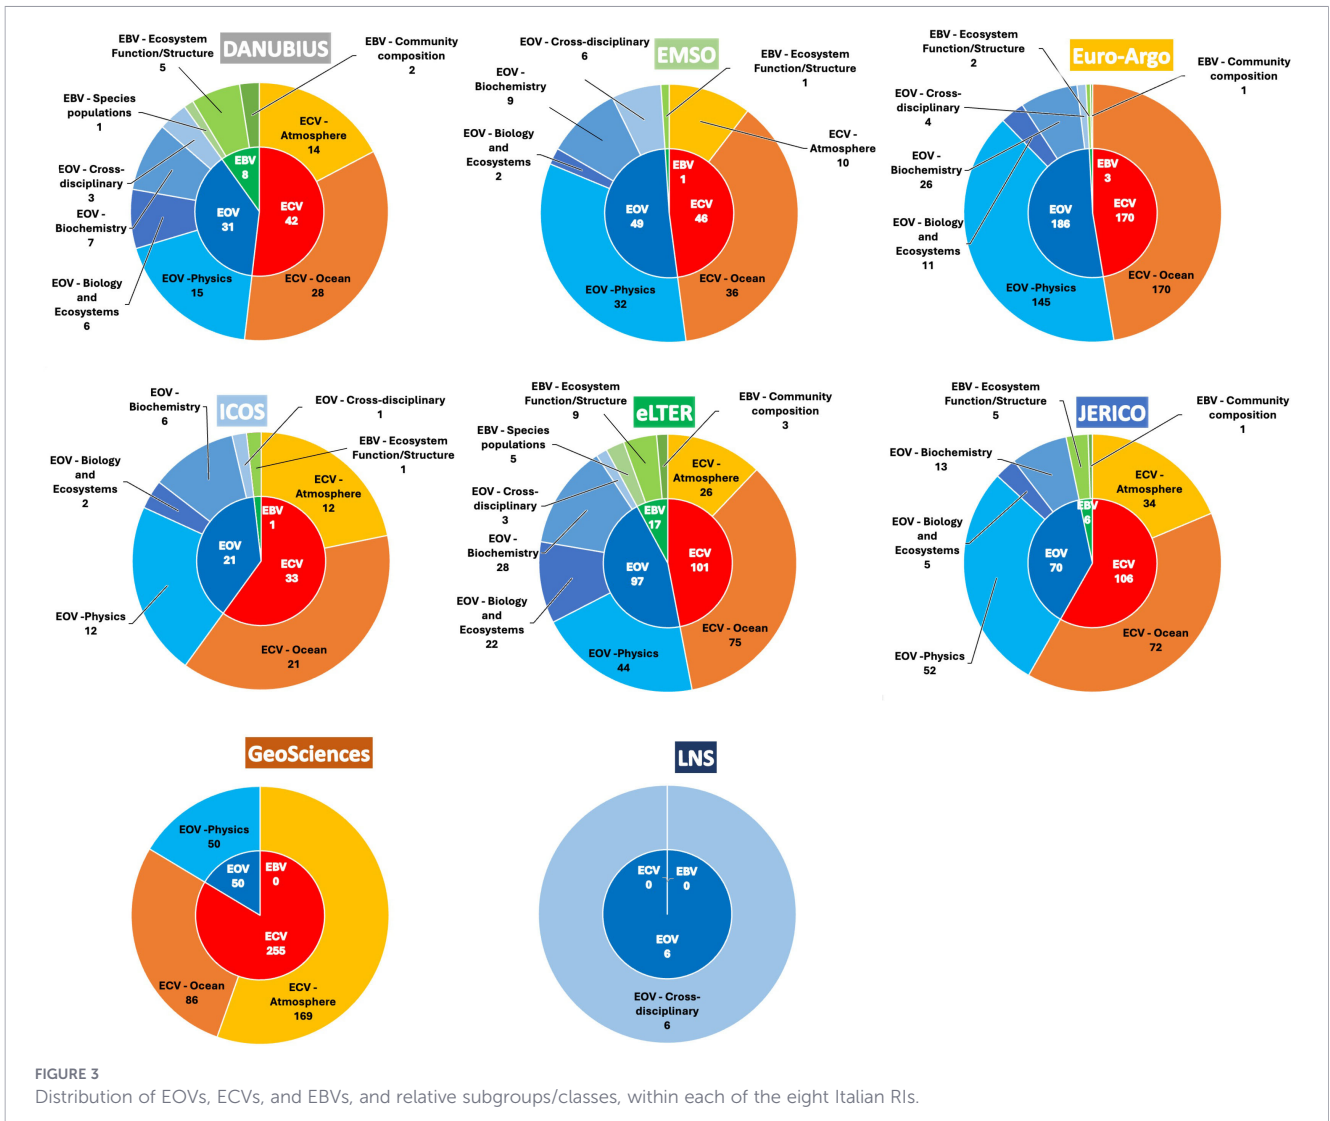 DANUBIUS
EBV - Ecosystem
Function/Structure
5
EBV - Community
composition
2
EBV - Species
populations
1
EOV - Cross-
disciplinary
3
EOV -
Biochemistry
7
EOV - Biology
and
Ecosystems
6
EOV -Physics
15
ECV -
Atmosphere
14
ECV - Ocean
28
EBV
8
EOV
31
ECV
42
EMSO
EOV - Cross-disciplinary
6
EBV - Ecosystem
Function/Structure
1
EOV -
Biochemistry
9
EOV - Biology
and
Ecosystems
2
ECV -
Atmosphere
10
EOV -Physics
32
ECV - Ocean
36
EBV
1
EOV
49
ECV
46
Euro-Argo
EBV - Ecosystem
Function/Structure
2
EBV - Community
composition
1
EOV - Cross-
disciplinary
4
EOV -
Biochemistry
26
EOV - Biology
and
Ecosystems
11
EOV -Physics
145
ECV - Ocean
170
EBV
3
EOV
186
ECV
170
ICOS
EOV -
Biochemistry
6
EOV - Cross-disciplinary
1
EBV - Ecosystem
Function/Structure
1
EOV - Biology
and
Ecosystems
2
EOV -Physics
12
ECV -
Atmosphere
12
ECV - Ocean
21
EBV
1
EOV
21
ECV
33
eLTER
EBV - Ecosystem
Function/Structure
9
EBV - Community
composition
3
EBV - Species
populations
5
EOV - Cross-
disciplinary
3
EOV -
Biochemistry
28
EOV - Biology
and
Ecosystems
22
EOV -Physics
44
ECV -
Atmosphere
26
ECV - Ocean
75
EBV
17
EOV
97
ECV
101
JERICO
EBV - Ecosystem
Function/Structure
5
EBV - Community
composition
1
EOV - Biochemistry
13
EOV - Biology
and
Ecosystems
5
EOV -Physics
52
ECV -
Atmosphere
34
ECV - Ocean
72
EBV
6
EOV
70
ECV
106
GeoSciences
EOV -Physics
50
EOV
50
EBV
0
ECV
255
ECV - Ocean
86
ECV -
Atmosphere
169
LNS
ECV
0
EBV
0
EOV
6
EOV - Cross-
disciplinary
6
FIGURE 3
Distribution of EOVs, ECVs, and EBVs, and relative subgroups/classes, within each of the eight Italian RIs.